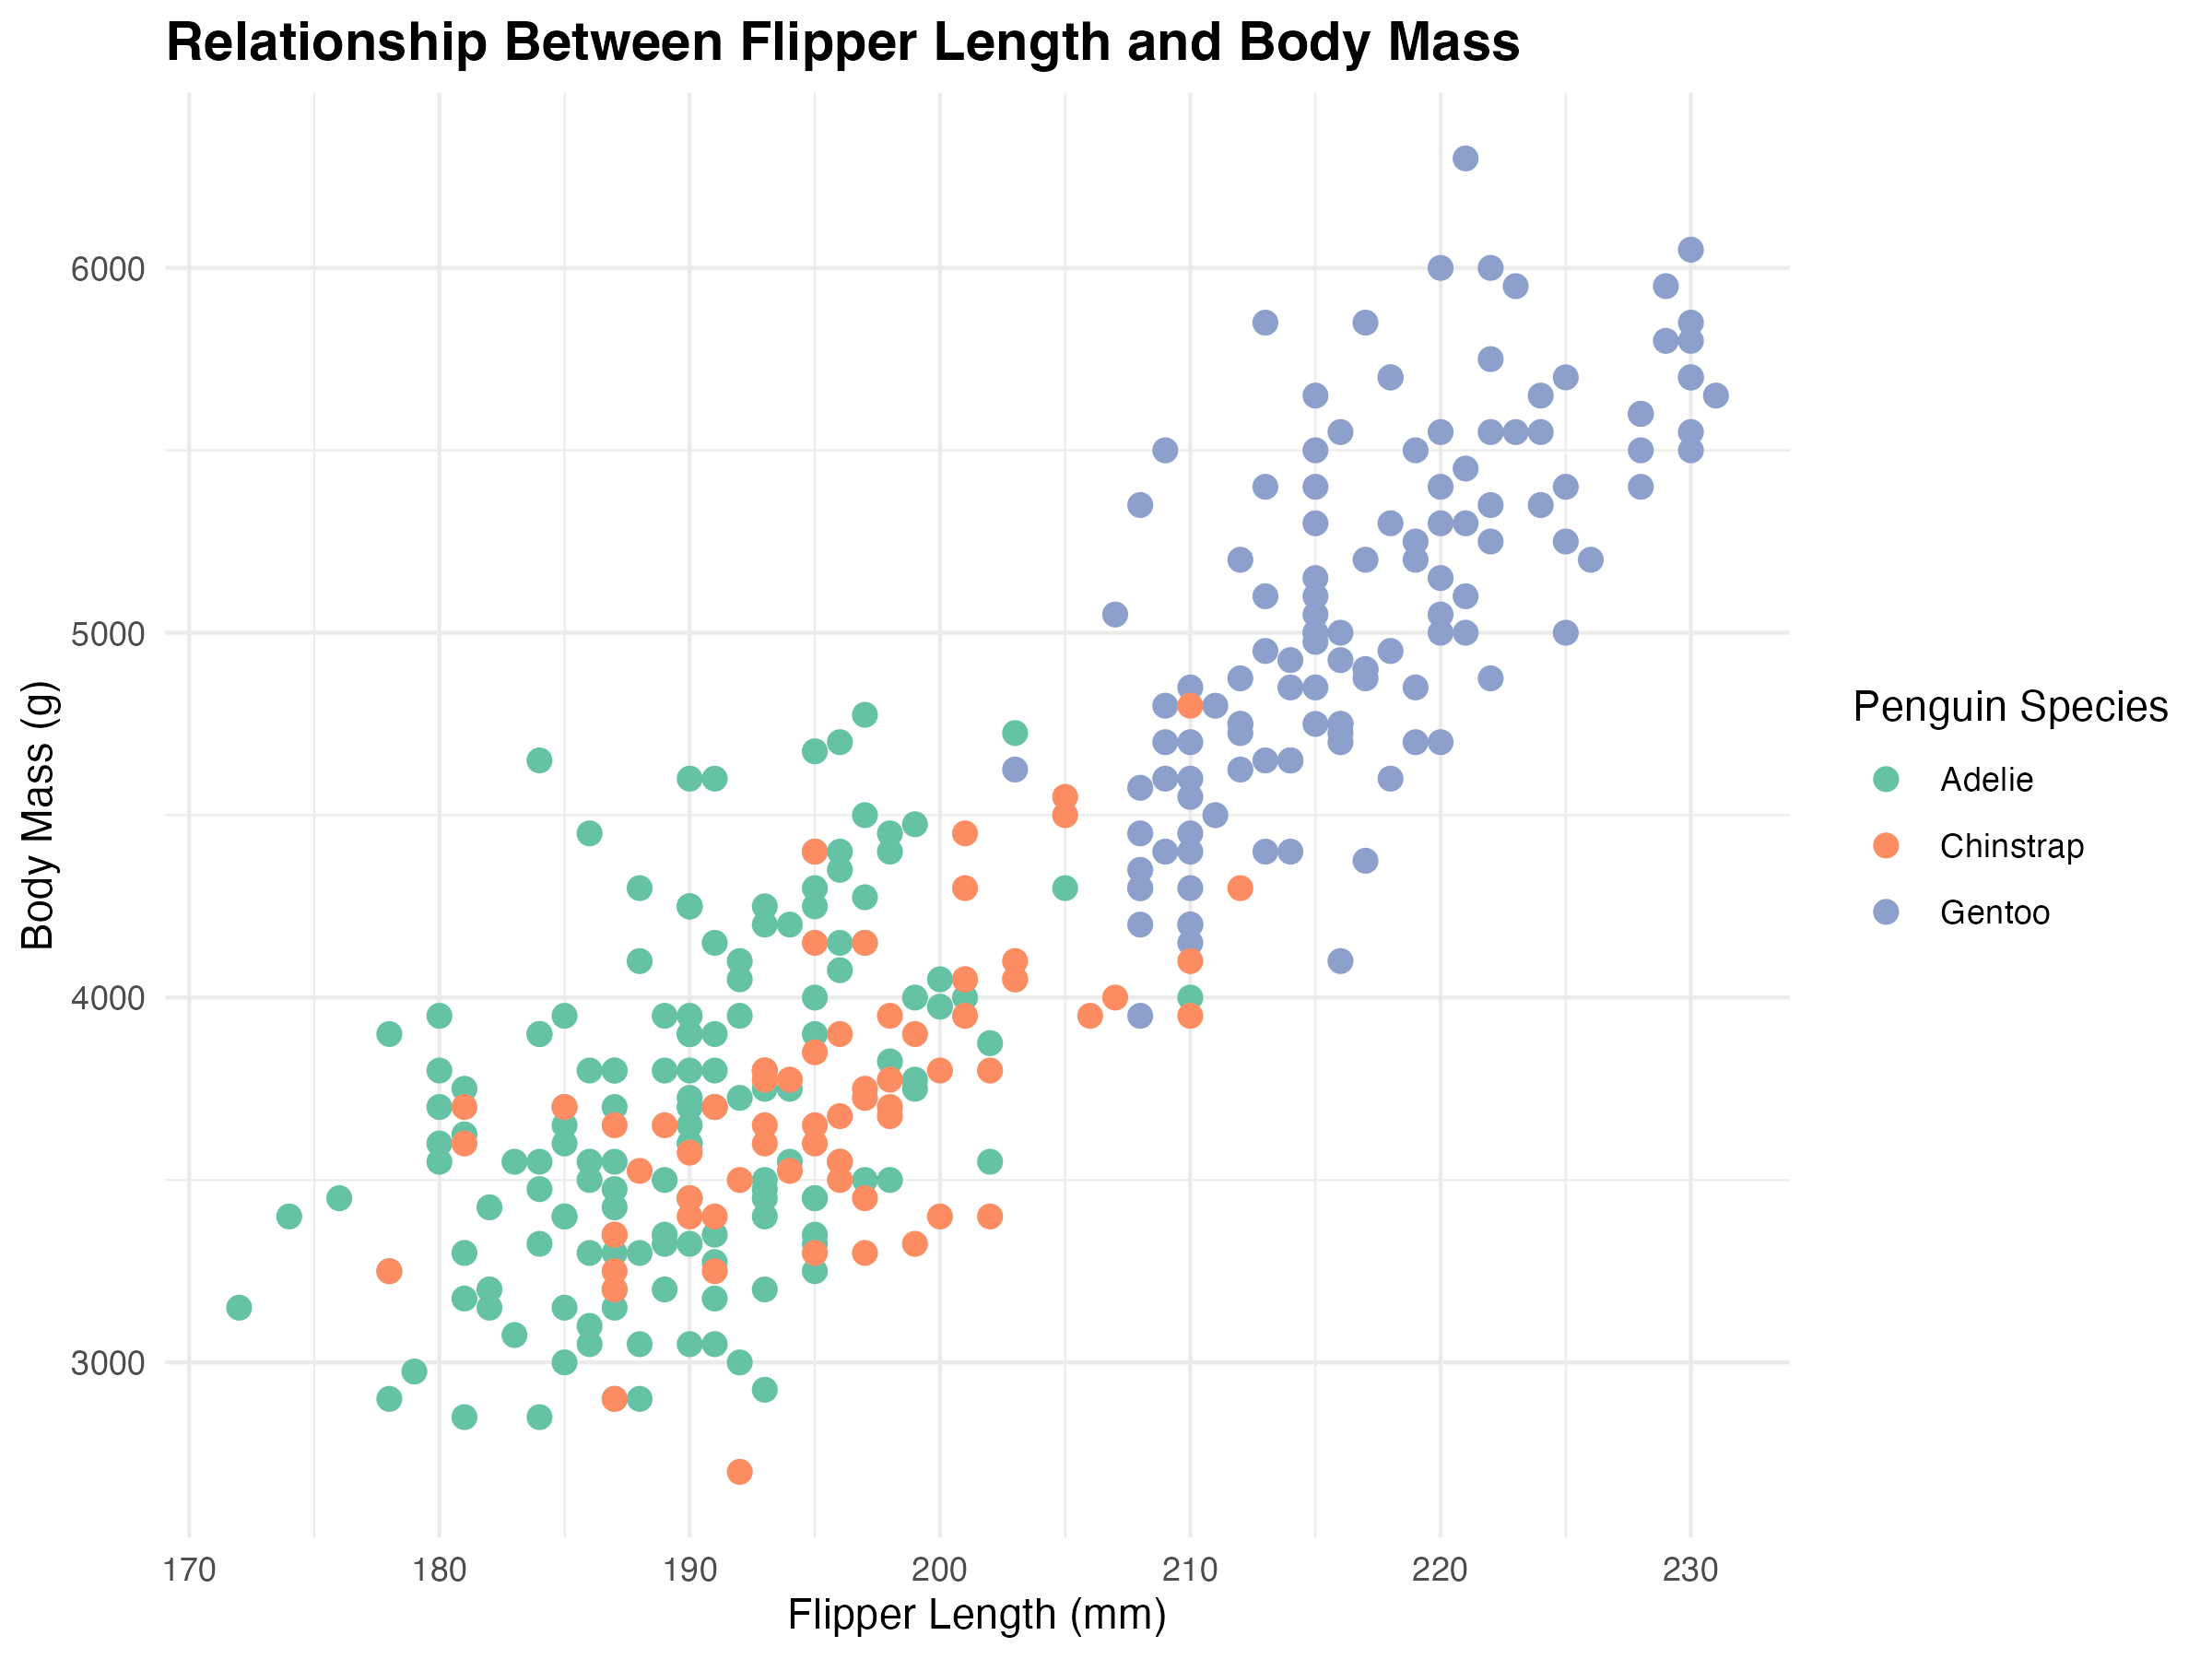 Relationship Between Flipper Length and Body Mass
6000
5000
4000
3000
Body Mass (g)
170 180 190 200 210 220 230
Flipper Length (mm)
Penguin Species
Adelie
Chinstrap
Gentoo